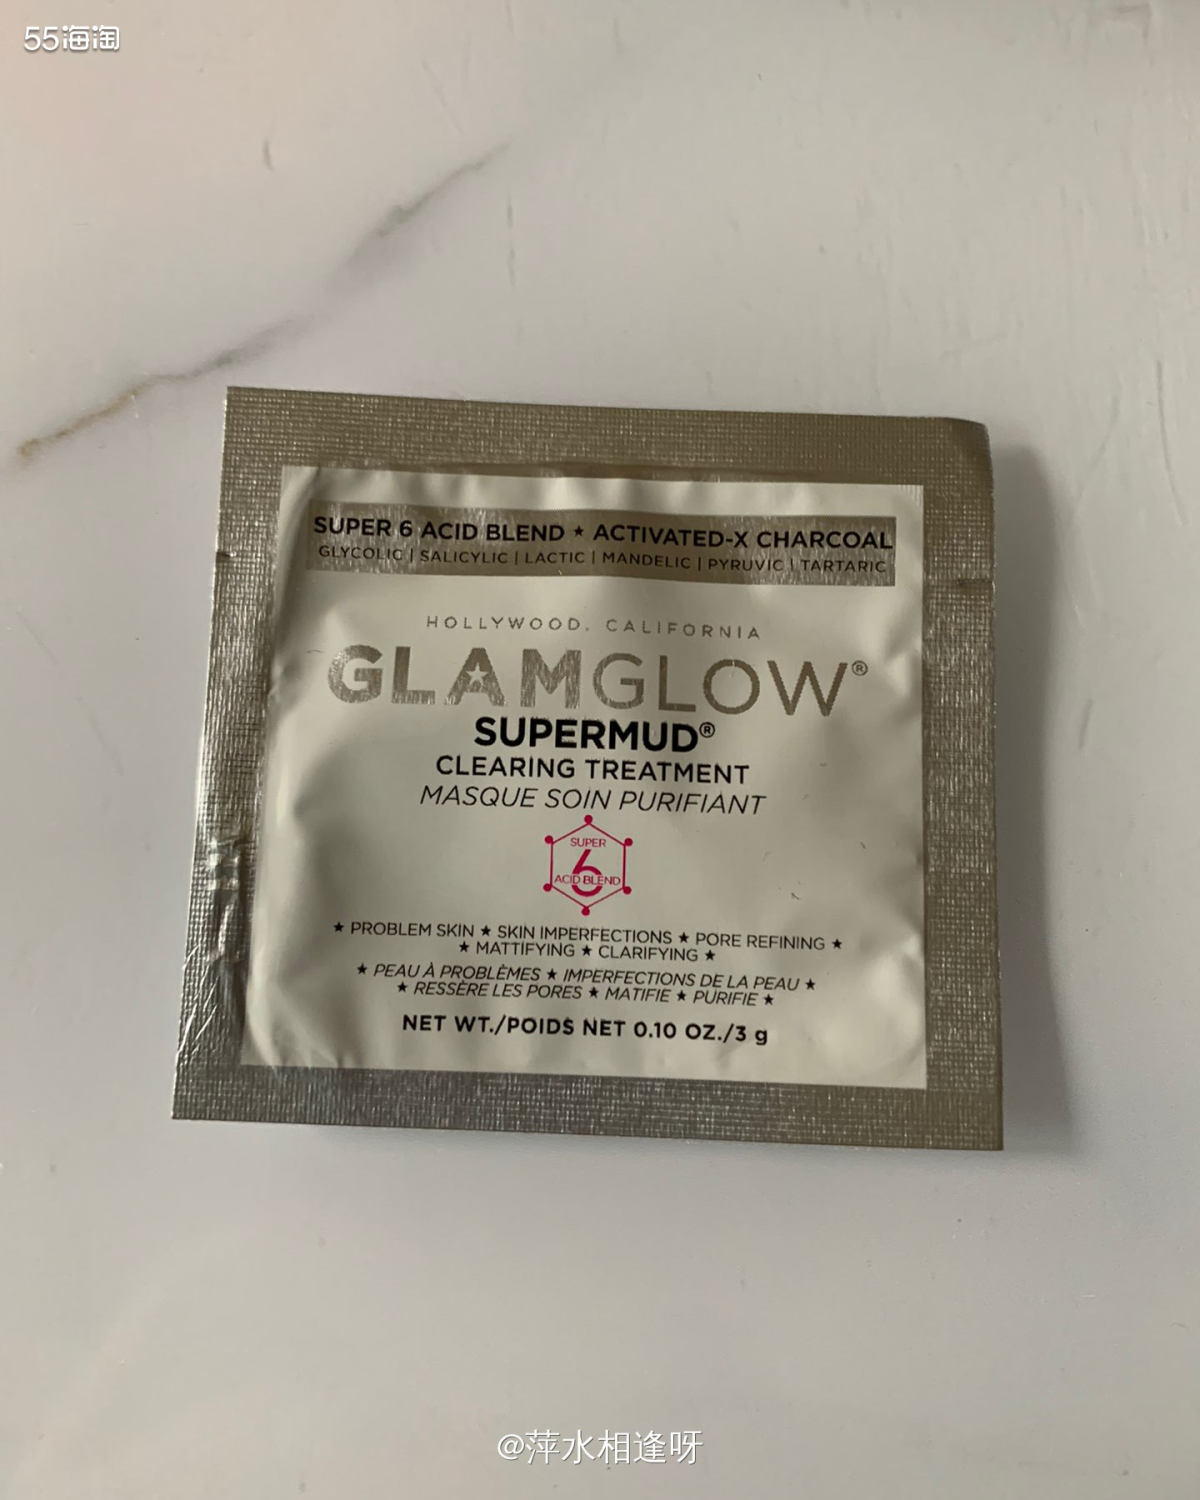 55海淘
SUPER 6 ACID BLEND ★ ACTIVATED-X CHARCOAL
GLYCOLIC | SALICYLIC | LACTIC | MANDELIC | PYRUVIC | TARTARIC
HOLLYWOOD, CALIFORNIA
GLAMGLOW®
SUPERMUD®
CLEARING TREATMENT
MASQUE SOIN PURIFIANT
SUPER
6
ACID BLEND
★ PROBLEM SKIN ★ SKIN IMPERFECTIONS ★ PORE REFINING ★
★ MATTIFYING ★ CLARIFYING ★
★ PEAU À PROBLÈMES ★ IMPERFECTIONS DE LA PEAU ★
★ RESSÈRE LES PORES ★ MATIFIE ★ PURIFIE ★
NET WT./POIDS NET 0.10 OZ./3 g
@萍水相逢呀